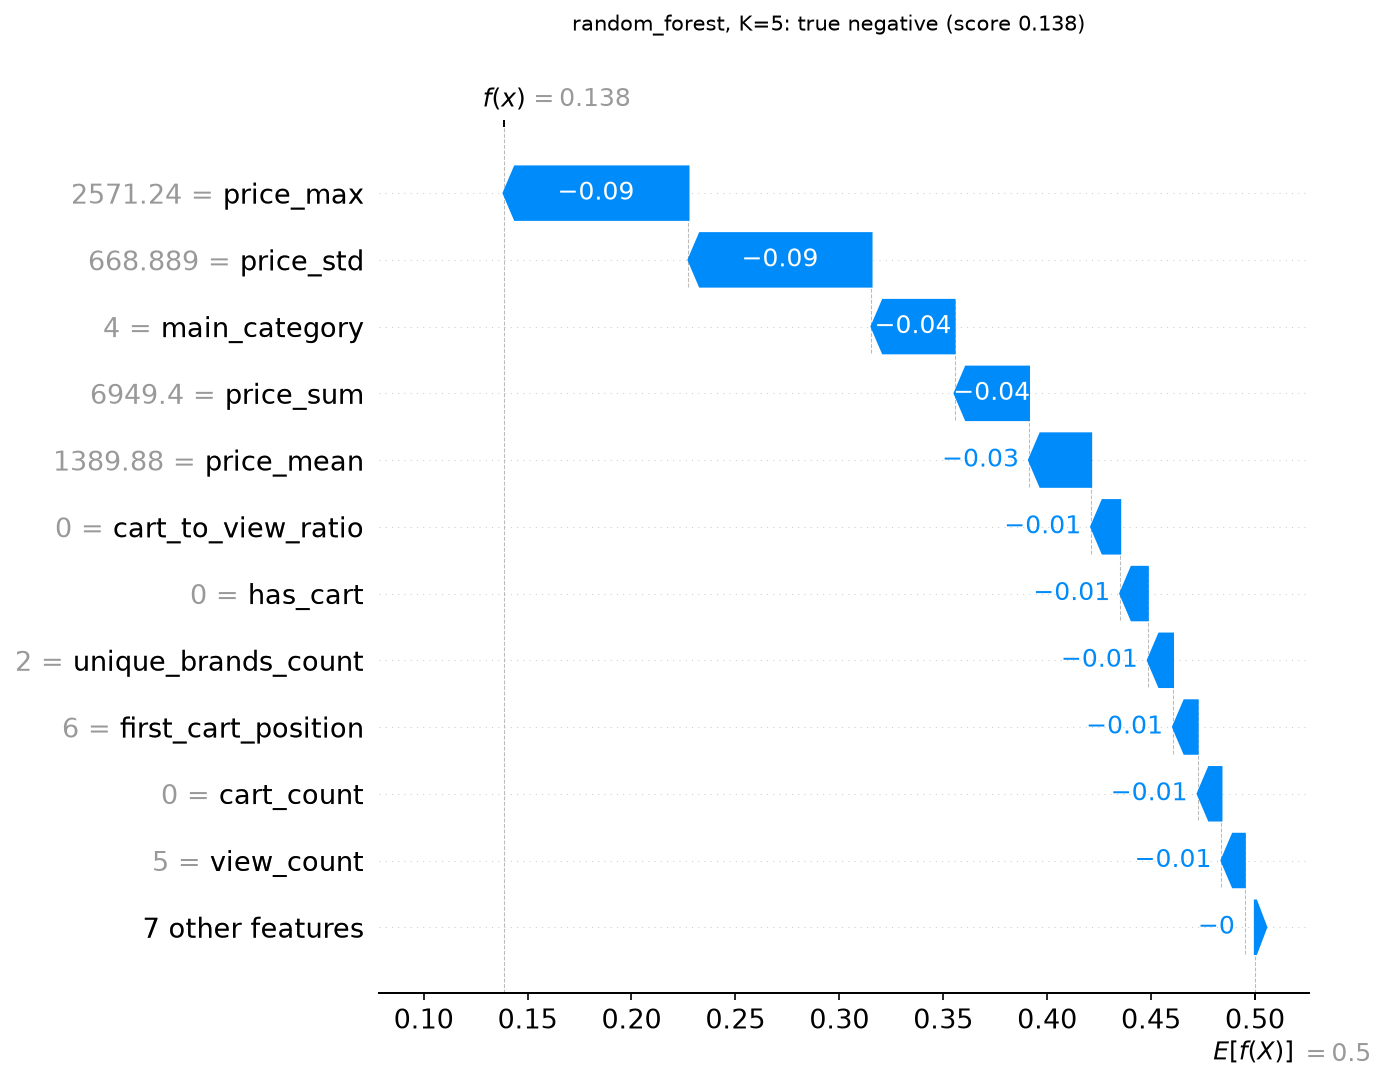 random_forest, K=5: true negative (score 0.138)
f(x) = 0.138
2571.24 = price_max
−0.09
668.889 = price_std
−0.09
4 = main_category
−0.04
6949.4 = price_sum
−0.04
1389.88 = price_mean
−0.03
0 = cart_to_view_ratio
−0.01
0 = has_cart
−0.01
2 = unique_brands_count
−0.01
6 = first_cart_position
−0.01
0 = cart_count
−0.01
5 = view_count
−0.01
7 other features
−0
0.10 0.15 0.20 0.25 0.30 0.35 0.40 0.45 0.50
E[f(X)] = 0.5